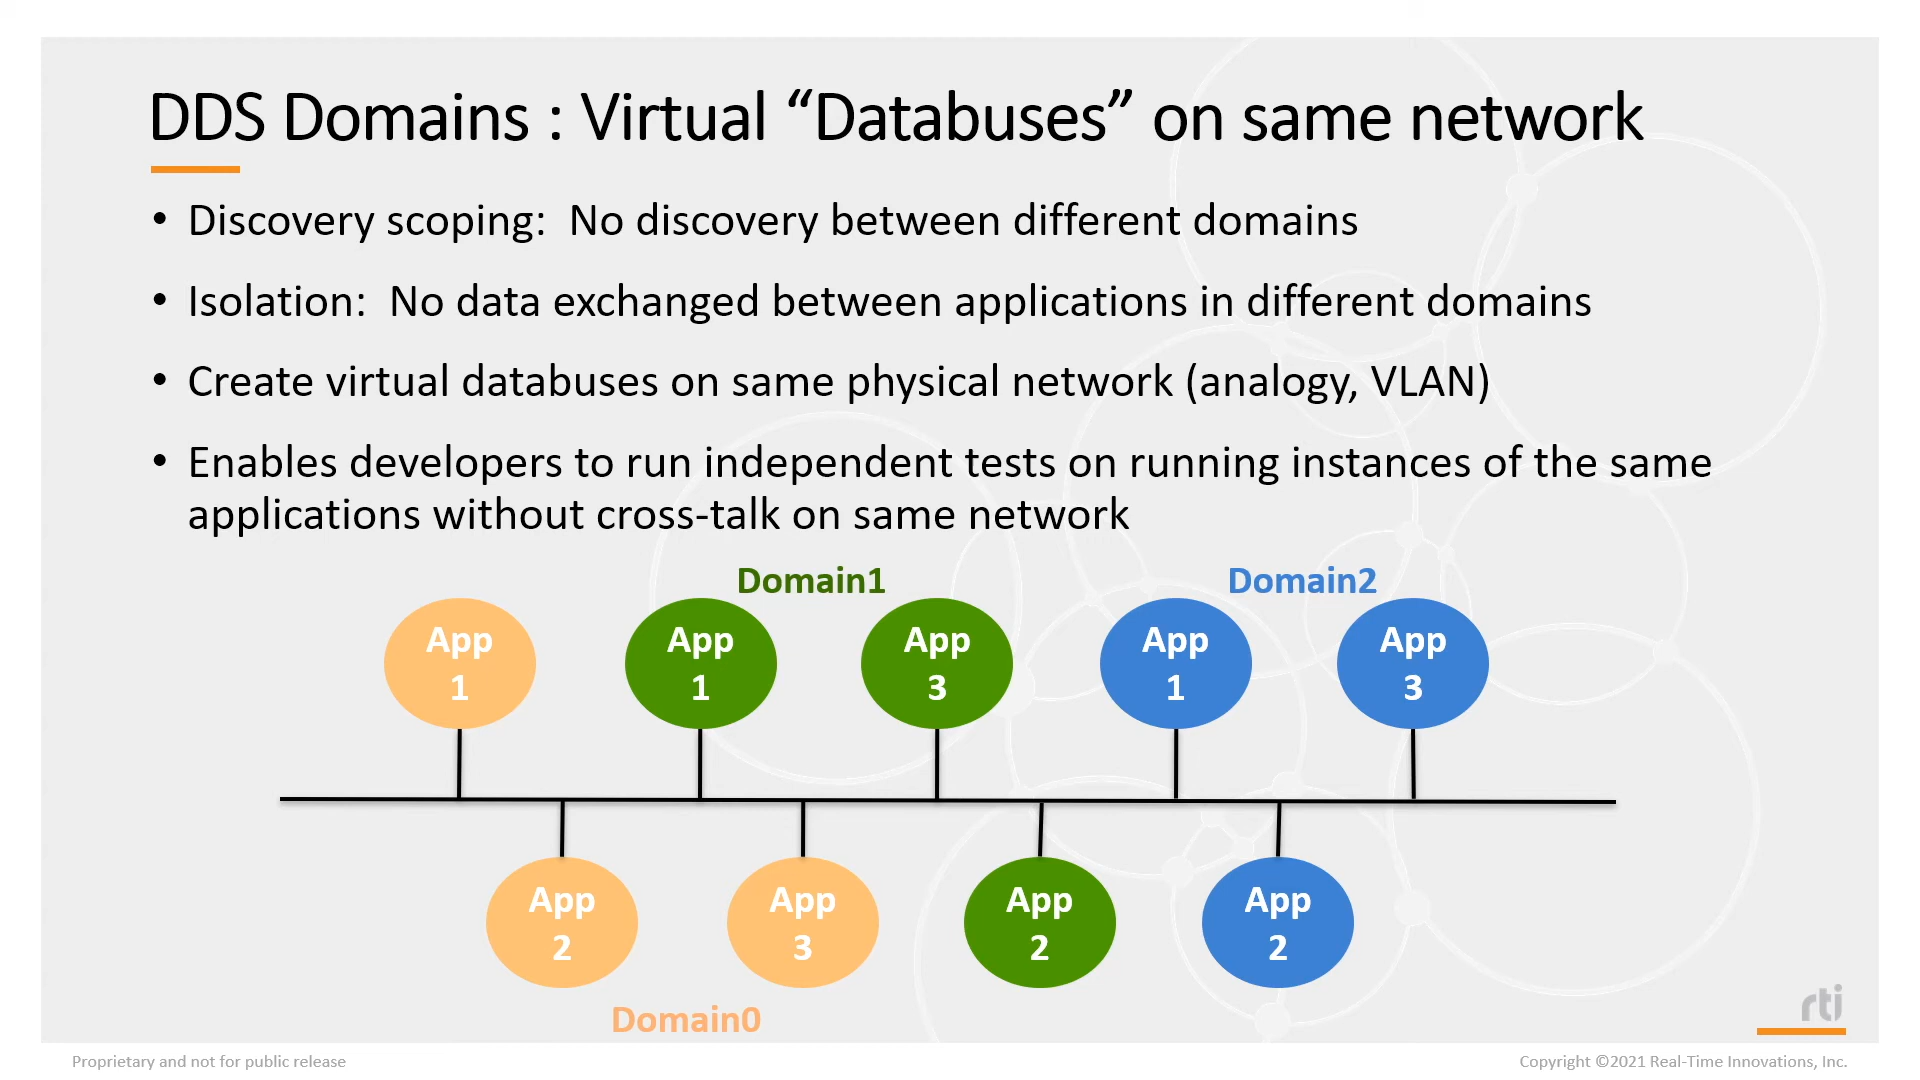 DDS Domains : Virtual “Databuses” on same network
• Discovery scoping:  No discovery between different domains
• Isolation:  No data exchanged between applications in different domains
• Create virtual databuses on same physical network (analogy, VLAN)
• Enables developers to run independent tests on running instances of the same
applications without cross-talk on same network
Domain1
Domain2
App
1
App
1
App
3
App
1
App
3
App
2
App
3
App
2
App
2
Domain0
rti
Proprietary and not for public release
Copyright ©2021 Real-Time Innovations, Inc.